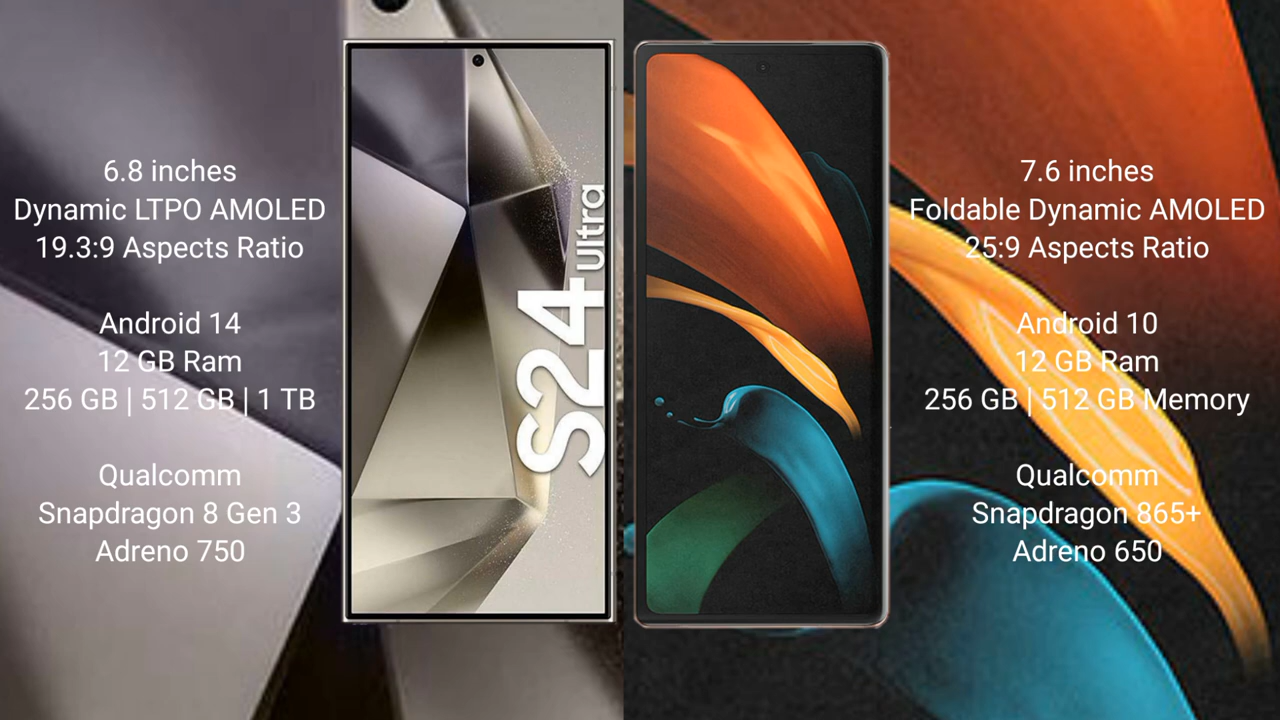 6.8 inches
Dynamic LTPO AMOLED
19.3:9 Aspects Ratio
Android 14
12 GB Ram
256 GB | 512 GB | 1 TB
Qualcomm
Snapdragon 8 Gen 3
Adreno 750
S24 ultra
7.6 inches
Foldable Dynamic AMOLED
25:9 Aspects Ratio
Android 10
12 GB Ram
256 GB | 512 GB Memory
Qualcomm
Snapdragon 865+
Adreno 650